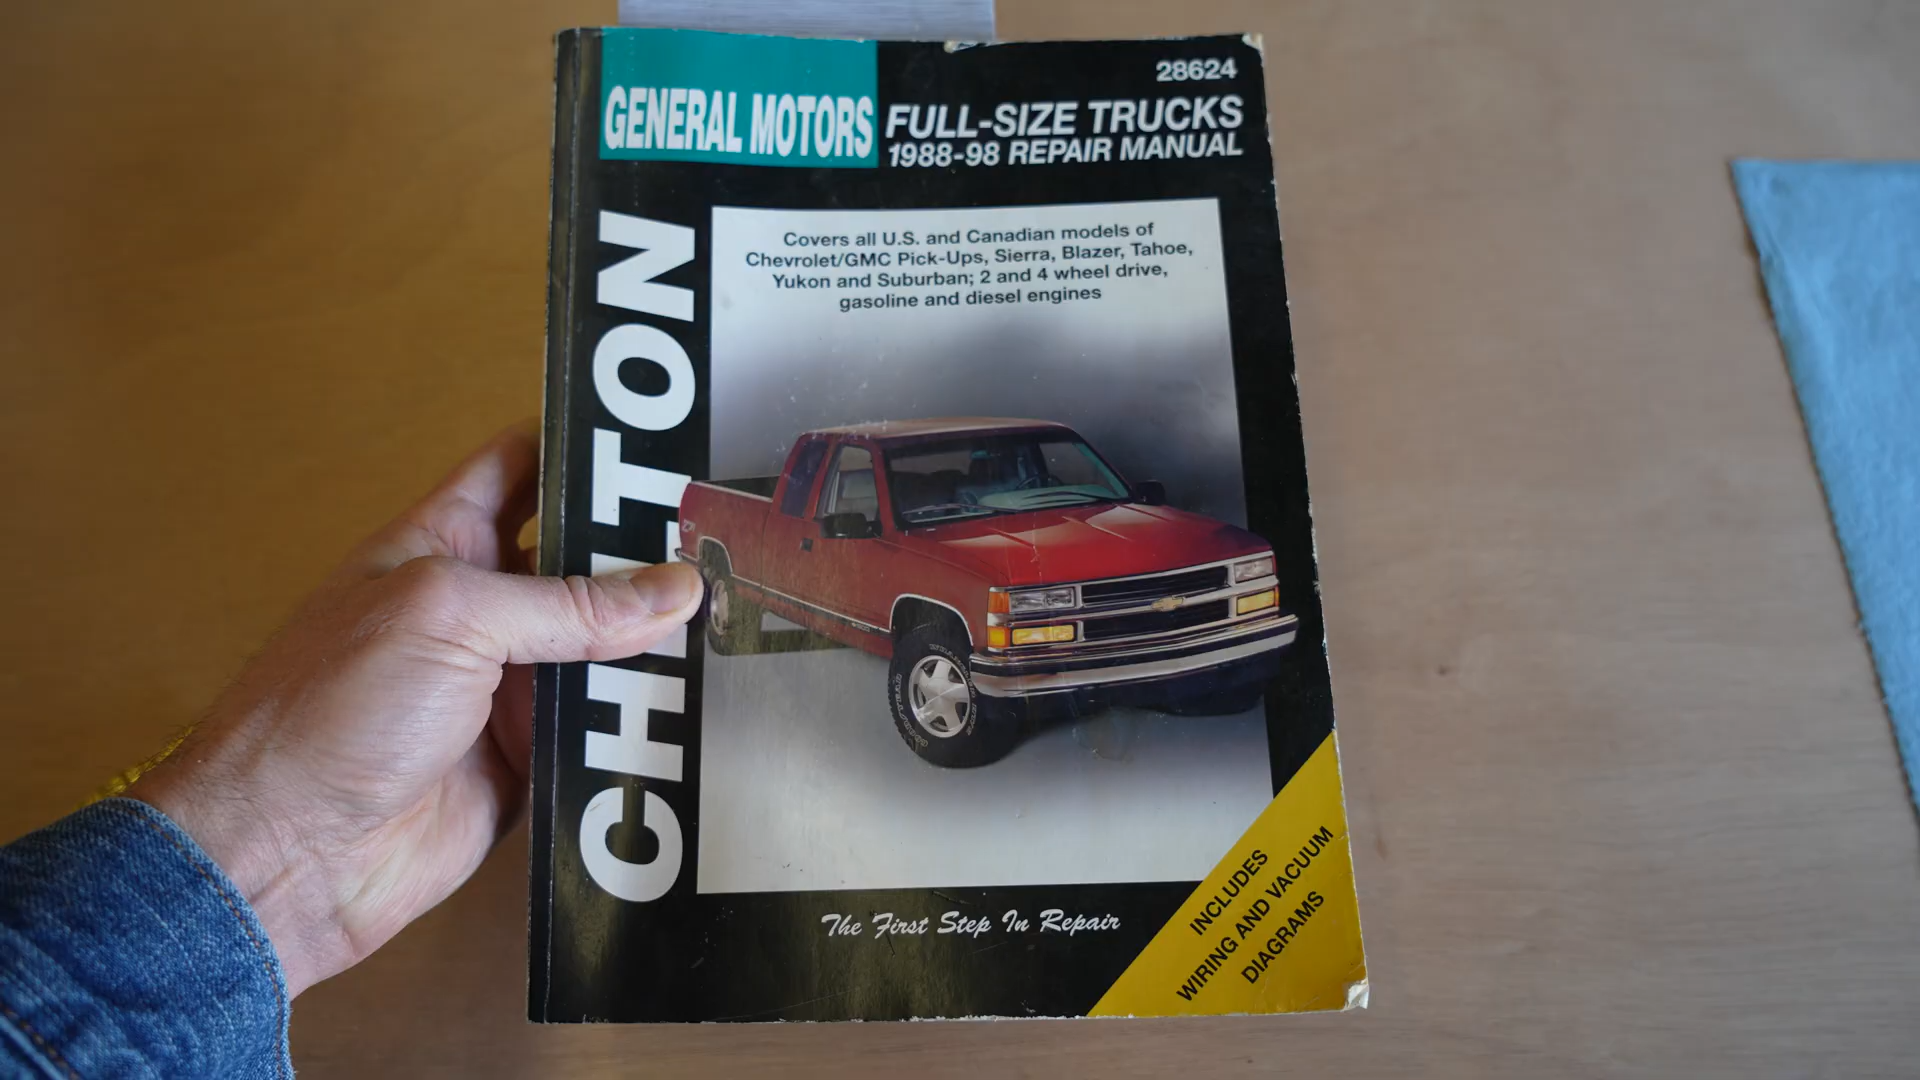 28624
GENERAL MOTORS
FULL-SIZE TRUCKS
1988-98 REPAIR MANUAL
Covers all U.S. and Canadian models of
Chevrolet/GMC Pick-Ups, Sierra, Blazer, Tahoe,
Yukon and Suburban; 2 and 4 wheel drive,
gasoline and diesel engines
CHILTON
The First Step In Repair
INCLUDES
WIRING AND VACUUM
DIAGRAMS